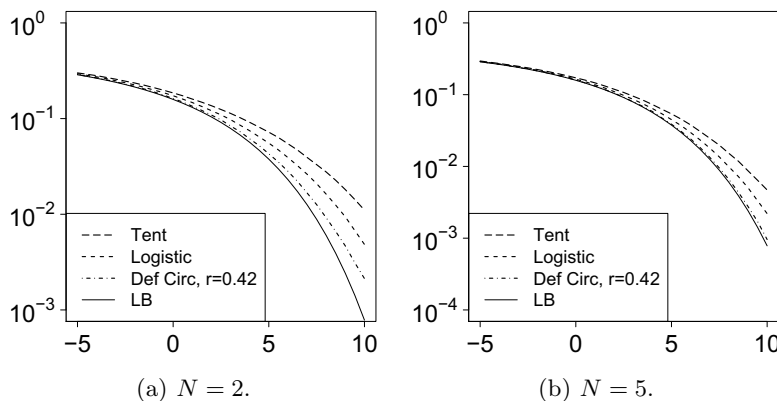 10^0
10^-1
10^-2
10^-3
Tent
Logistic
Def Circ, r=0.42
LB
−5 0 5 10
(a) N = 2.
10^0
10^-1
10^-2
10^-3
10^-4
Tent
Logistic
Def Circ, r=0.42
LB
−5 0 5 10
(b) N = 5.